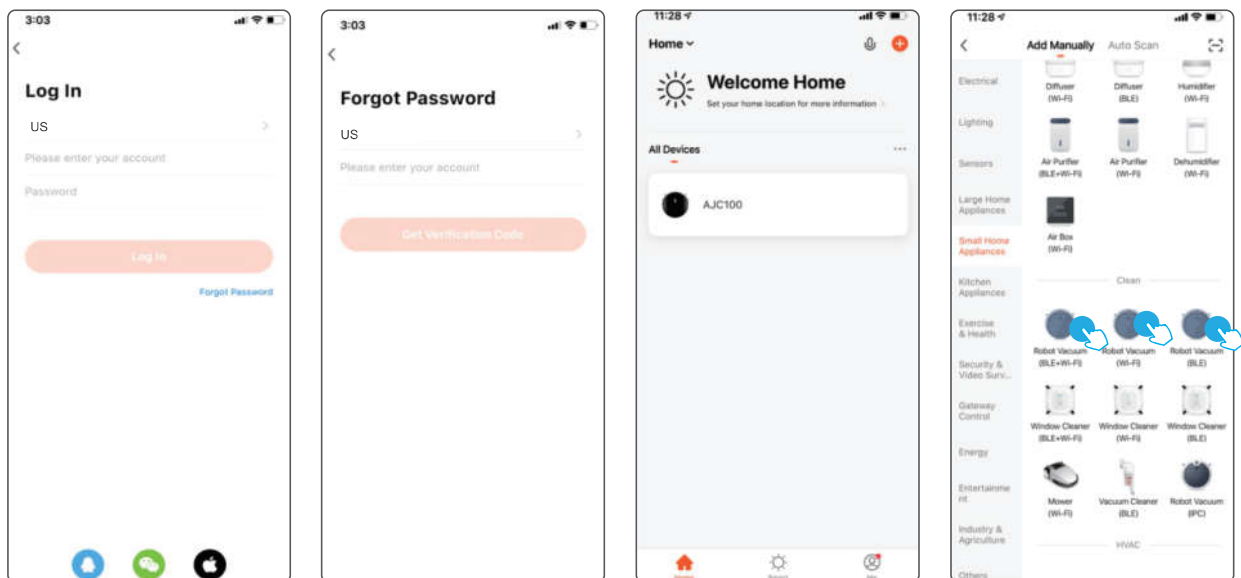 3:03
Log In
US
Please enter your account
Password
Log In
Forgot Password
3:03
Forgot Password
US
Please enter your account
Get Verification Code
11:28
Home
Welcome Home
Set your home location for more information
All Devices
AJC100
Home
Smart
Me
11:28
Add Manually Auto Scan
Electrical
Lighting
Sensors
Large Home
Appliances
Small Home
Appliances
Kitchen
Appliances
Exercise
& Health
Security &
Video Surv...
Gateway
Control
Energy
Entertainme
nt
Industry &
Agriculture
Others
Diffuser Diffuser Humidifier
(Wi-Fi) (BLE) (Wi-Fi)
Air Purifier Air Purifier Dehumidifier
(BLE+Wi-Fi) (Wi-Fi) (Wi-Fi)
Air Box
(Wi-Fi)
Clean
Robot Vacuum Robot Vacuum Robot Vacuum
(BLE+Wi-Fi) (Wi-Fi) (BLE)
Window Cleaner Window Cleaner Window Cleaner
(BLE+Wi-Fi) (Wi-Fi) (BLE)
Mower Vacuum Cleaner Robot Vacuum
(Wi-Fi) (BLE) (IPC)
HVAC